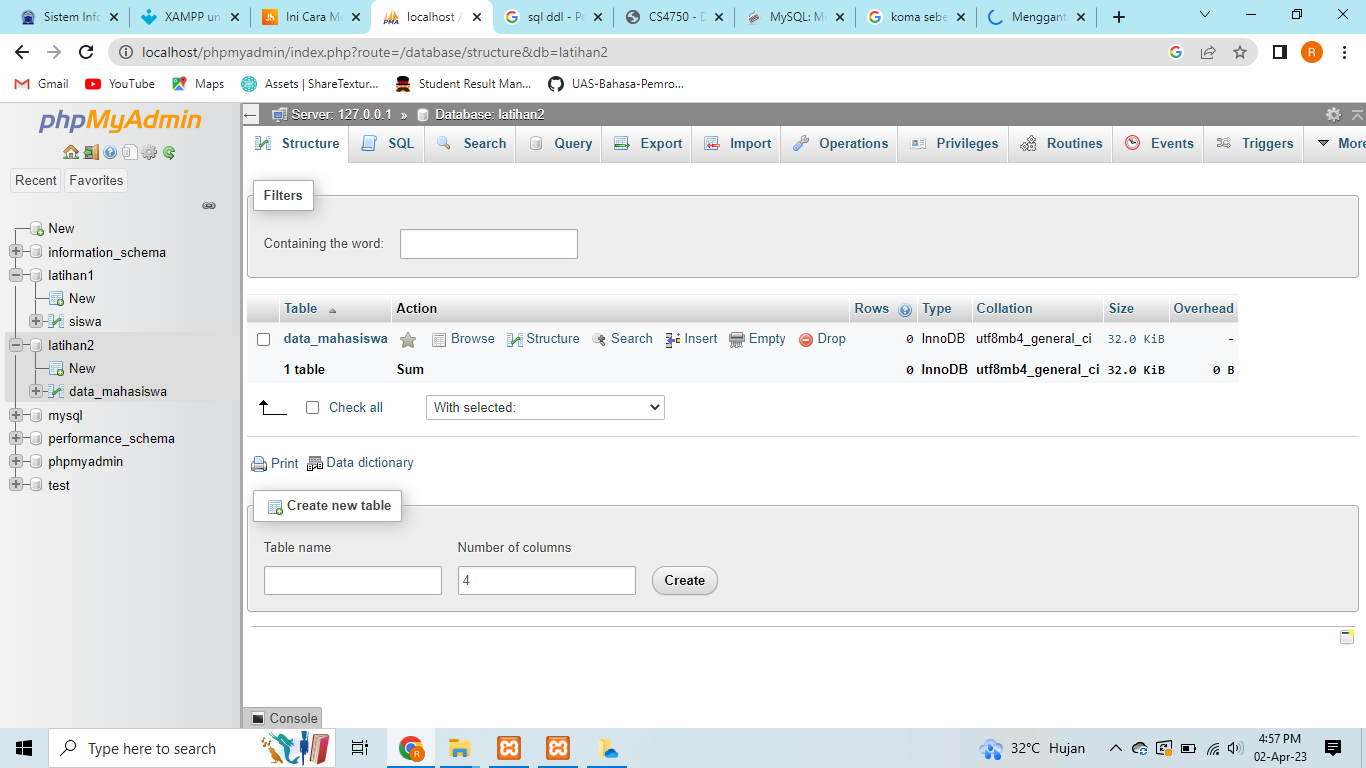 Sistem Info
XAMPP un
Ini Cara Me
localhost /
sql ddl - Pe
CS4750 - D
MySQL: M
koma sebe
Menggant
localhost/phpmyadmin/index.php?route=/database/structure&db=latihan2
R
Gmail
YouTube
Maps
Assets | ShareTextur...
Student Result Man...
UAS-Bahasa-Pemro...
phpMyAdmin
Recent
Favorites
New
information_schema
latihan1
New
siswa
latihan2
New
data_mahasiswa
mysql
performance_schema
phpmyadmin
test
Server: 127.0.0.1 » Database: latihan2
Structure
SQL
Search
Query
Export
Import
Operations
Privileges
Routines
Events
Triggers
More
Filters
Containing the word:
Table Action Rows Type Collation Size Overhead
data_mahasiswa Browse Structure Search Insert Empty Drop 0 InnoDB utf8mb4_general_ci 32.0 KiB -
1 table Sum 0 InnoDB utf8mb4_general_ci 32.0 KiB 0 B
Check all
With selected:
Print
Data dictionary
Create new table
Table name
Number of columns
4
Create
Console
Type here to search
32°C Hujan
4:57 PM
02-Apr-23